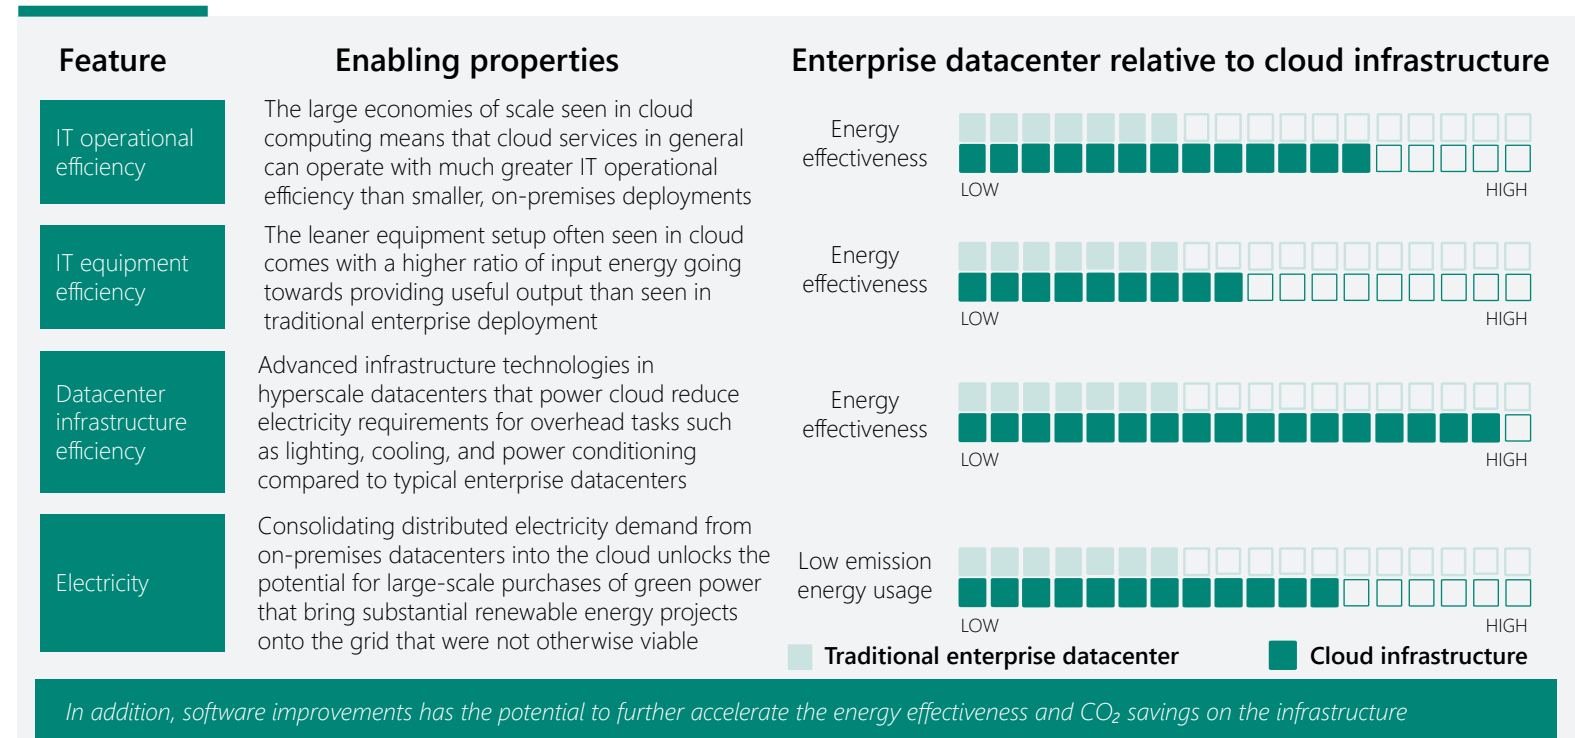 Feature
Enabling properties
Enterprise datacenter relative to cloud infrastructure
IT operational
efficiency
The large economies of scale seen in cloud
computing means that cloud services in general
can operate with much greater IT operational
efficiency than smaller, on-premises deployments
Energy
effectiveness
LOW
HIGH
IT equipment
efficiency
The leaner equipment setup often seen in cloud
comes with a higher ratio of input energy going
towards providing useful output than seen in
traditional enterprise deployment
Energy
effectiveness
LOW
HIGH
Datacenter
infrastructure
efficiency
Advanced infrastructure technologies in
hyperscale datacenters that power cloud reduce
electricity requirements for overhead tasks such
as lighting, cooling, and power conditioning
compared to typical enterprise datacenters
Energy
effectiveness
LOW
HIGH
Electricity
Consolidating distributed electricity demand from
on-premises datacenters into the cloud unlocks the
potential for large-scale purchases of green power
that bring substantial renewable energy projects
onto the grid that were not otherwise viable
Low emission
energy usage
LOW
HIGH
Traditional enterprise datacenter
Cloud infrastructure
In addition, software improvements has the potential to further accelerate the energy effectiveness and CO₂ savings on the infrastructure